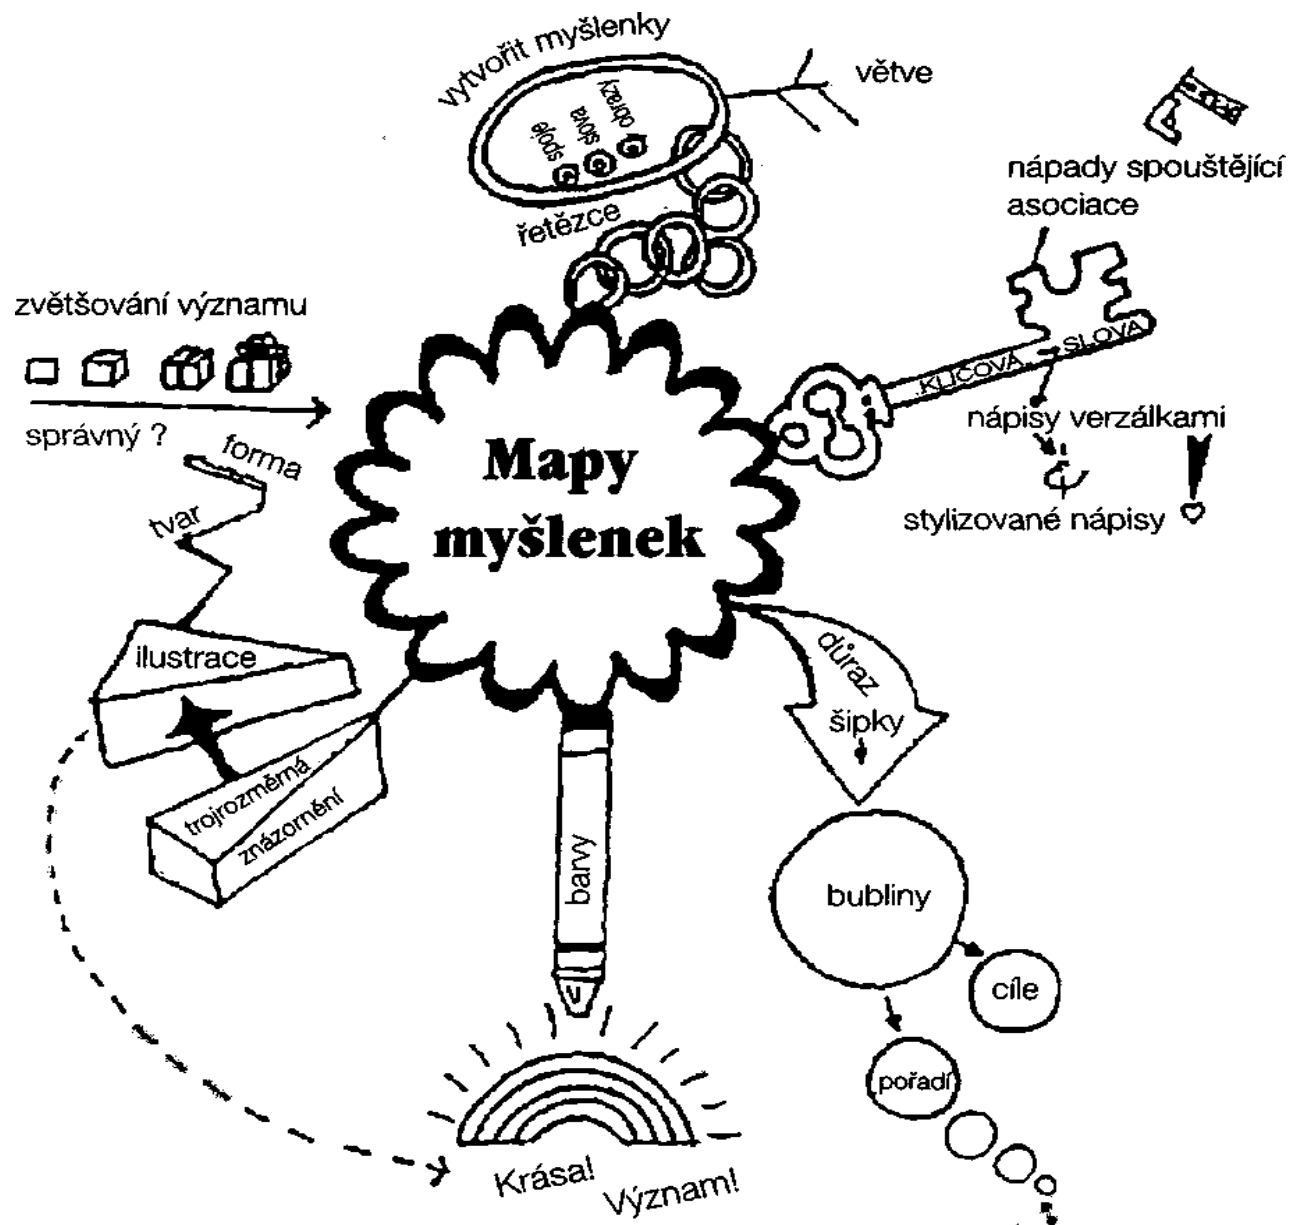 vytvořit myšlenky
větve
obrazy
slova
spoje
řetězce
nápady spouštějící
asociace
zvětšování významu
KLÍČOVÁ SLOVA
správný ?
forma
nápisy verzálkami
Mapy
myšlenek
tvar
stylizované nápisy
ilustrace
důraz
šipky
trojrozměrná
znázornění
barvy
bubliny
cíle
pořadí
Krása!
Význam!